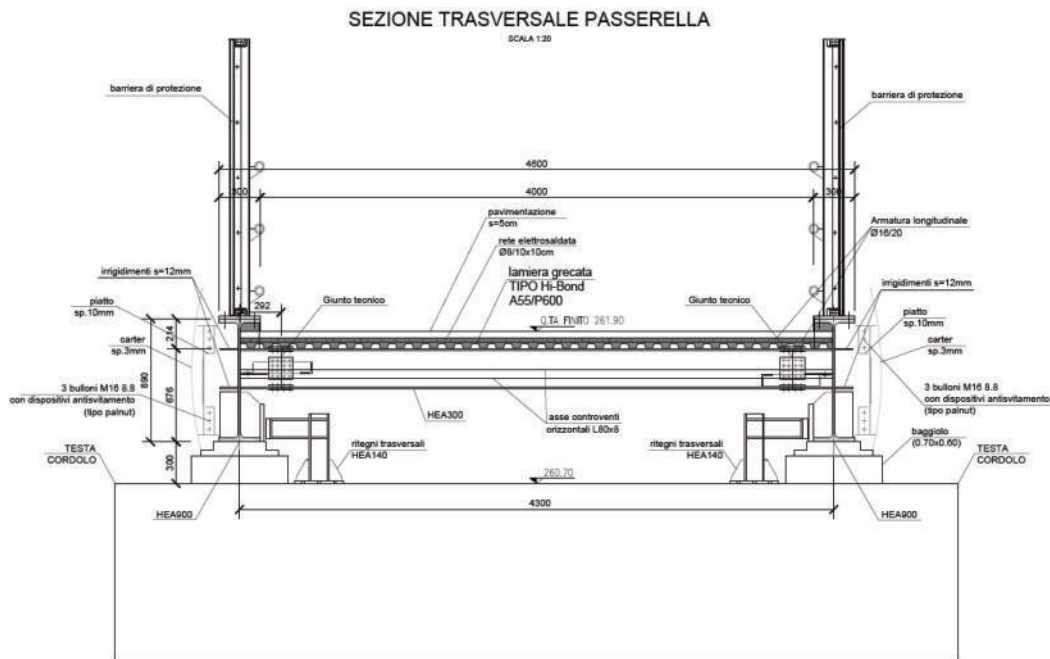 SEZIONE TRASVERSALE PASSERELLA
SCALA 1:20
barriera di protezione
barriera di protezione
4600
300
4000
300
pavimentazione
s=5cm
Armatura longitudinale
Ø16/20
rete elettrosaldata
Ø8/10x10cm
irrigidimenti s=12mm
lamiera grecata
TIPO Hi-Bond
A55/P600
irrigidimenti s=12mm
piatto
sp.10mm
292
Giunto tecnico
Giunto tecnico
piatto
sp.10mm
Q.TA FINITO 261.90
214
carter
sp.3mm
carter
sp.3mm
890
676
3 bulloni M16 8.8
con dispositivi antisvitamento
(tipo palnut)
3 bulloni M16 8.8
con dispositivi antisvitamento
(tipo palnut)
HEA300
asse controventi
orizzontali L80x8
baggiolo
(0.70x0.60)
TESTA
CORDOLO
300
ritegni trasversali
HEA140
ritegni trasversali
HEA140
TESTA
CORDOLO
260.70
4300
HEA900
HEA900